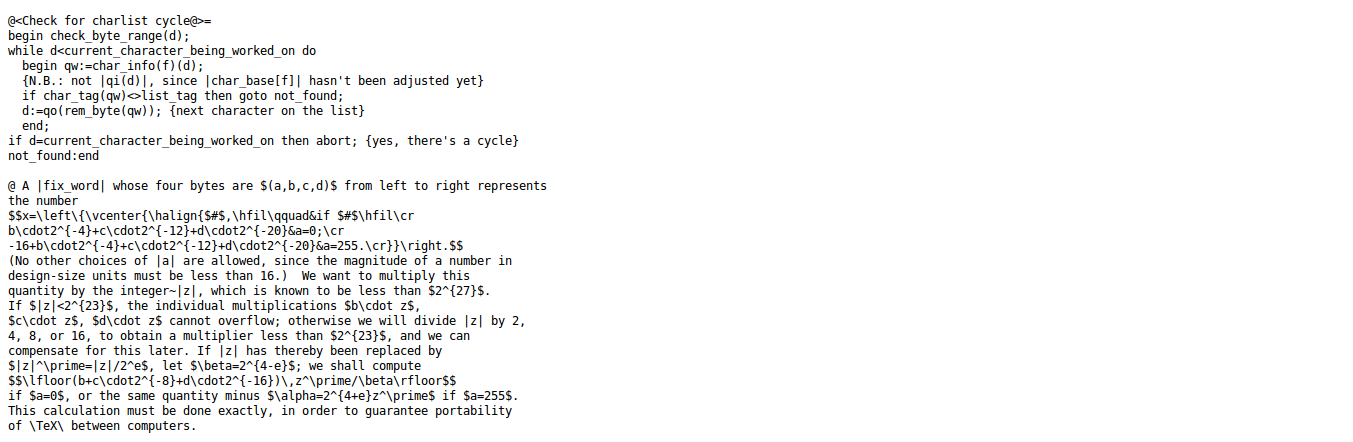 @<Check for charlist cycle@>=
begin check_byte_range(d);
while d<current_character_being_worked_on do
  begin qw:=char_info(f)(d);
  {N.B.: not |qi(d)|, since |char_base[f]| hasn't been adjusted yet}
  if char_tag(qw)<>list_tag then goto not_found;
  d:=qo(rem_byte(qw)); {next character on the list}
  end;
if d=current_character_being_worked_on then abort; {yes, there's a cycle}
not_found:end

@ A |fix_word| whose four bytes are $(a,b,c,d)$ from left to right represents
the number
$$x=\left\{\vcenter{\halign{$#$,\hfil\qquad&if $#$\hfil\cr
b\cdot2^{-4}+c\cdot2^{-12}+d\cdot2^{-20}&a=0;\cr
-16+b\cdot2^{-4}+c\cdot2^{-12}+d\cdot2^{-20}&a=255.\cr}}\right.$$
(No other choices of |a| are allowed, since the magnitude of a number in
design-size units must be less than 16.)  We want to multiply this
quantity by the integer~|z|, which is known to be less than $2^{27}$.
If $|z|<2^{23}$, the individual multiplications $b\cdot z$,
$c\cdot z$, $d\cdot z$ cannot overflow; otherwise we will divide |z| by 2,
4, 8, or 16, to obtain a multiplier less than $2^{23}$, and we can
compensate for this later. If |z| has thereby been replaced by
$|z|^\prime=|z|/2^e$, let $\beta=2^{4-e}$; we shall compute
$$\lfloor(b+c\cdot2^{-8}+d\cdot2^{-16})\,z^\prime/\beta\rfloor$$
if $a=0$, or the same quantity minus $\alpha=2^{4+e}z^\prime$ if $a=255$.
This calculation must be done exactly, in order to guarantee portability
of \TeX\ between computers.